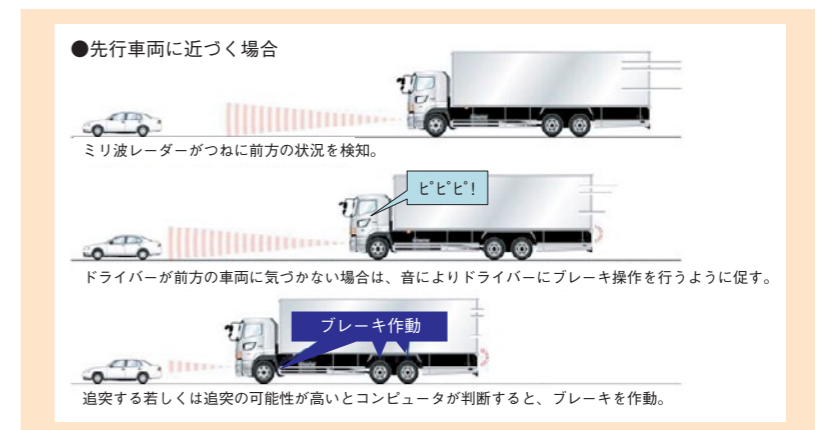 ●先行車両に近づく場合
ミリ波レーダーがつねに前方の状況を検知。
ピピピ!
ドライバーが前方の車両に気づかない場合は、音によりドライバーにブレーキ操作を行うように促す。
ブレーキ作動
追突する若しくは追突の可能性が高いとコンピュータが判断すると、ブレーキを作動。